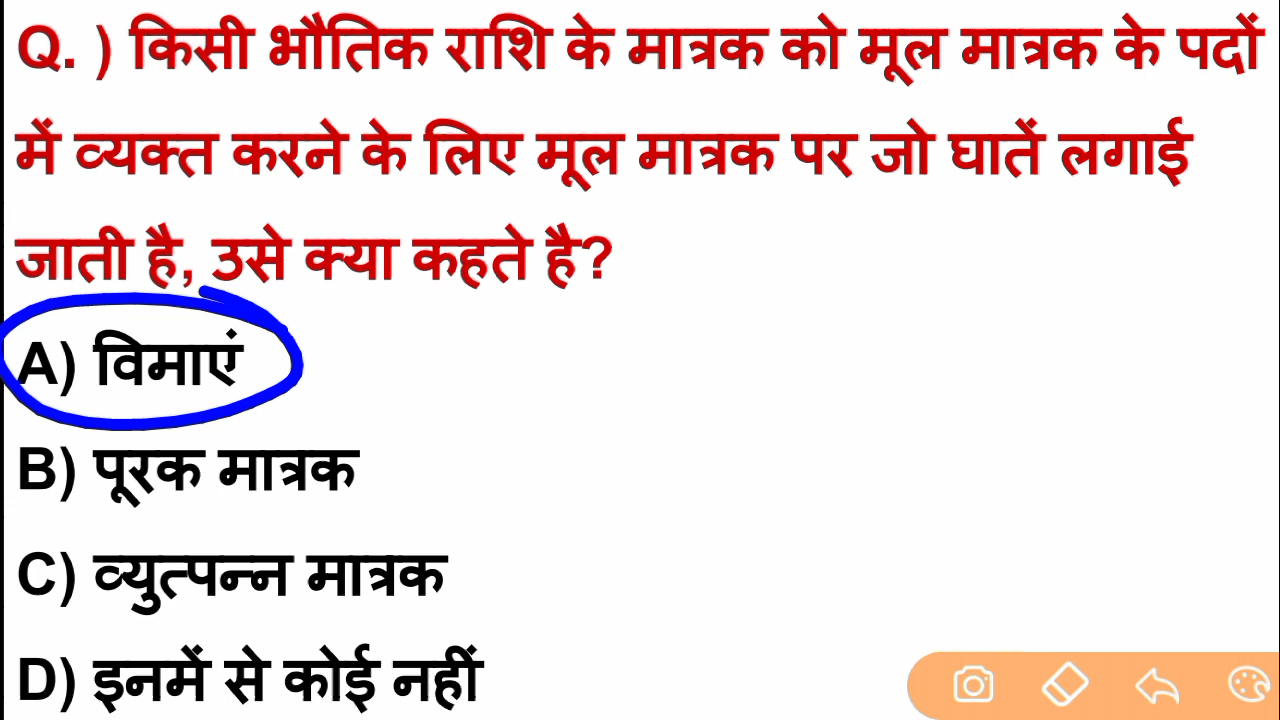 Q. ) किसी भौतिक राशि के मात्रक को मूल मात्रक के पदों
में व्यक्त करने के लिए मूल मात्रक पर जो घातें लगाई
जाती है, उसे क्या कहते है?
A) विमाएं
B) पूरक मात्रक
C) व्युत्पन्न मात्रक
D) इनमें से कोई नहीं